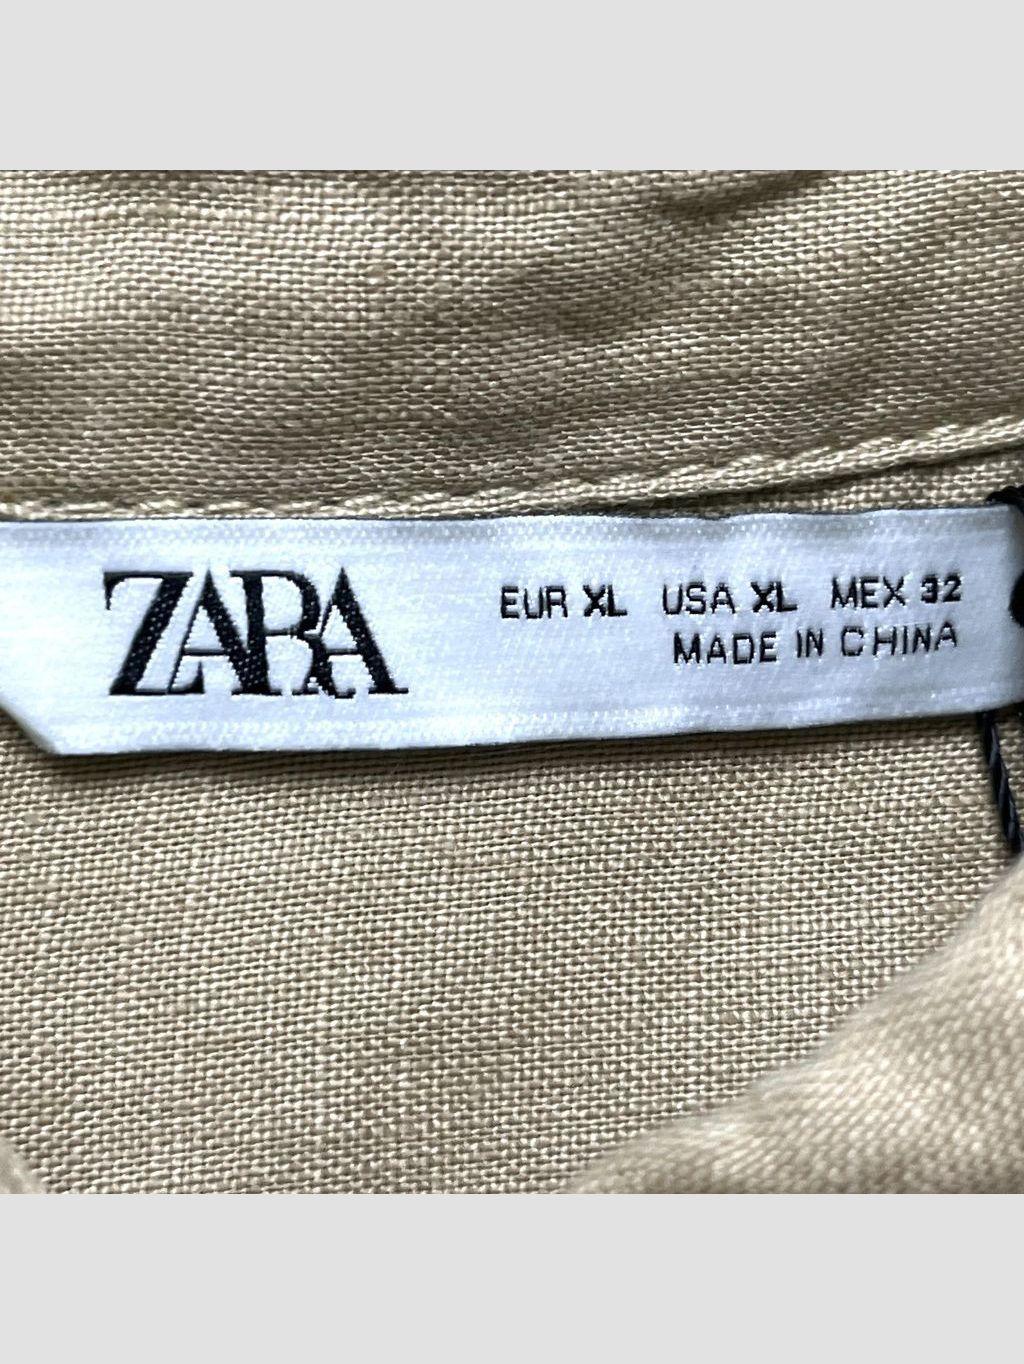 ZARA
EUR XL USA XL MEX 32
MADE IN CHINA